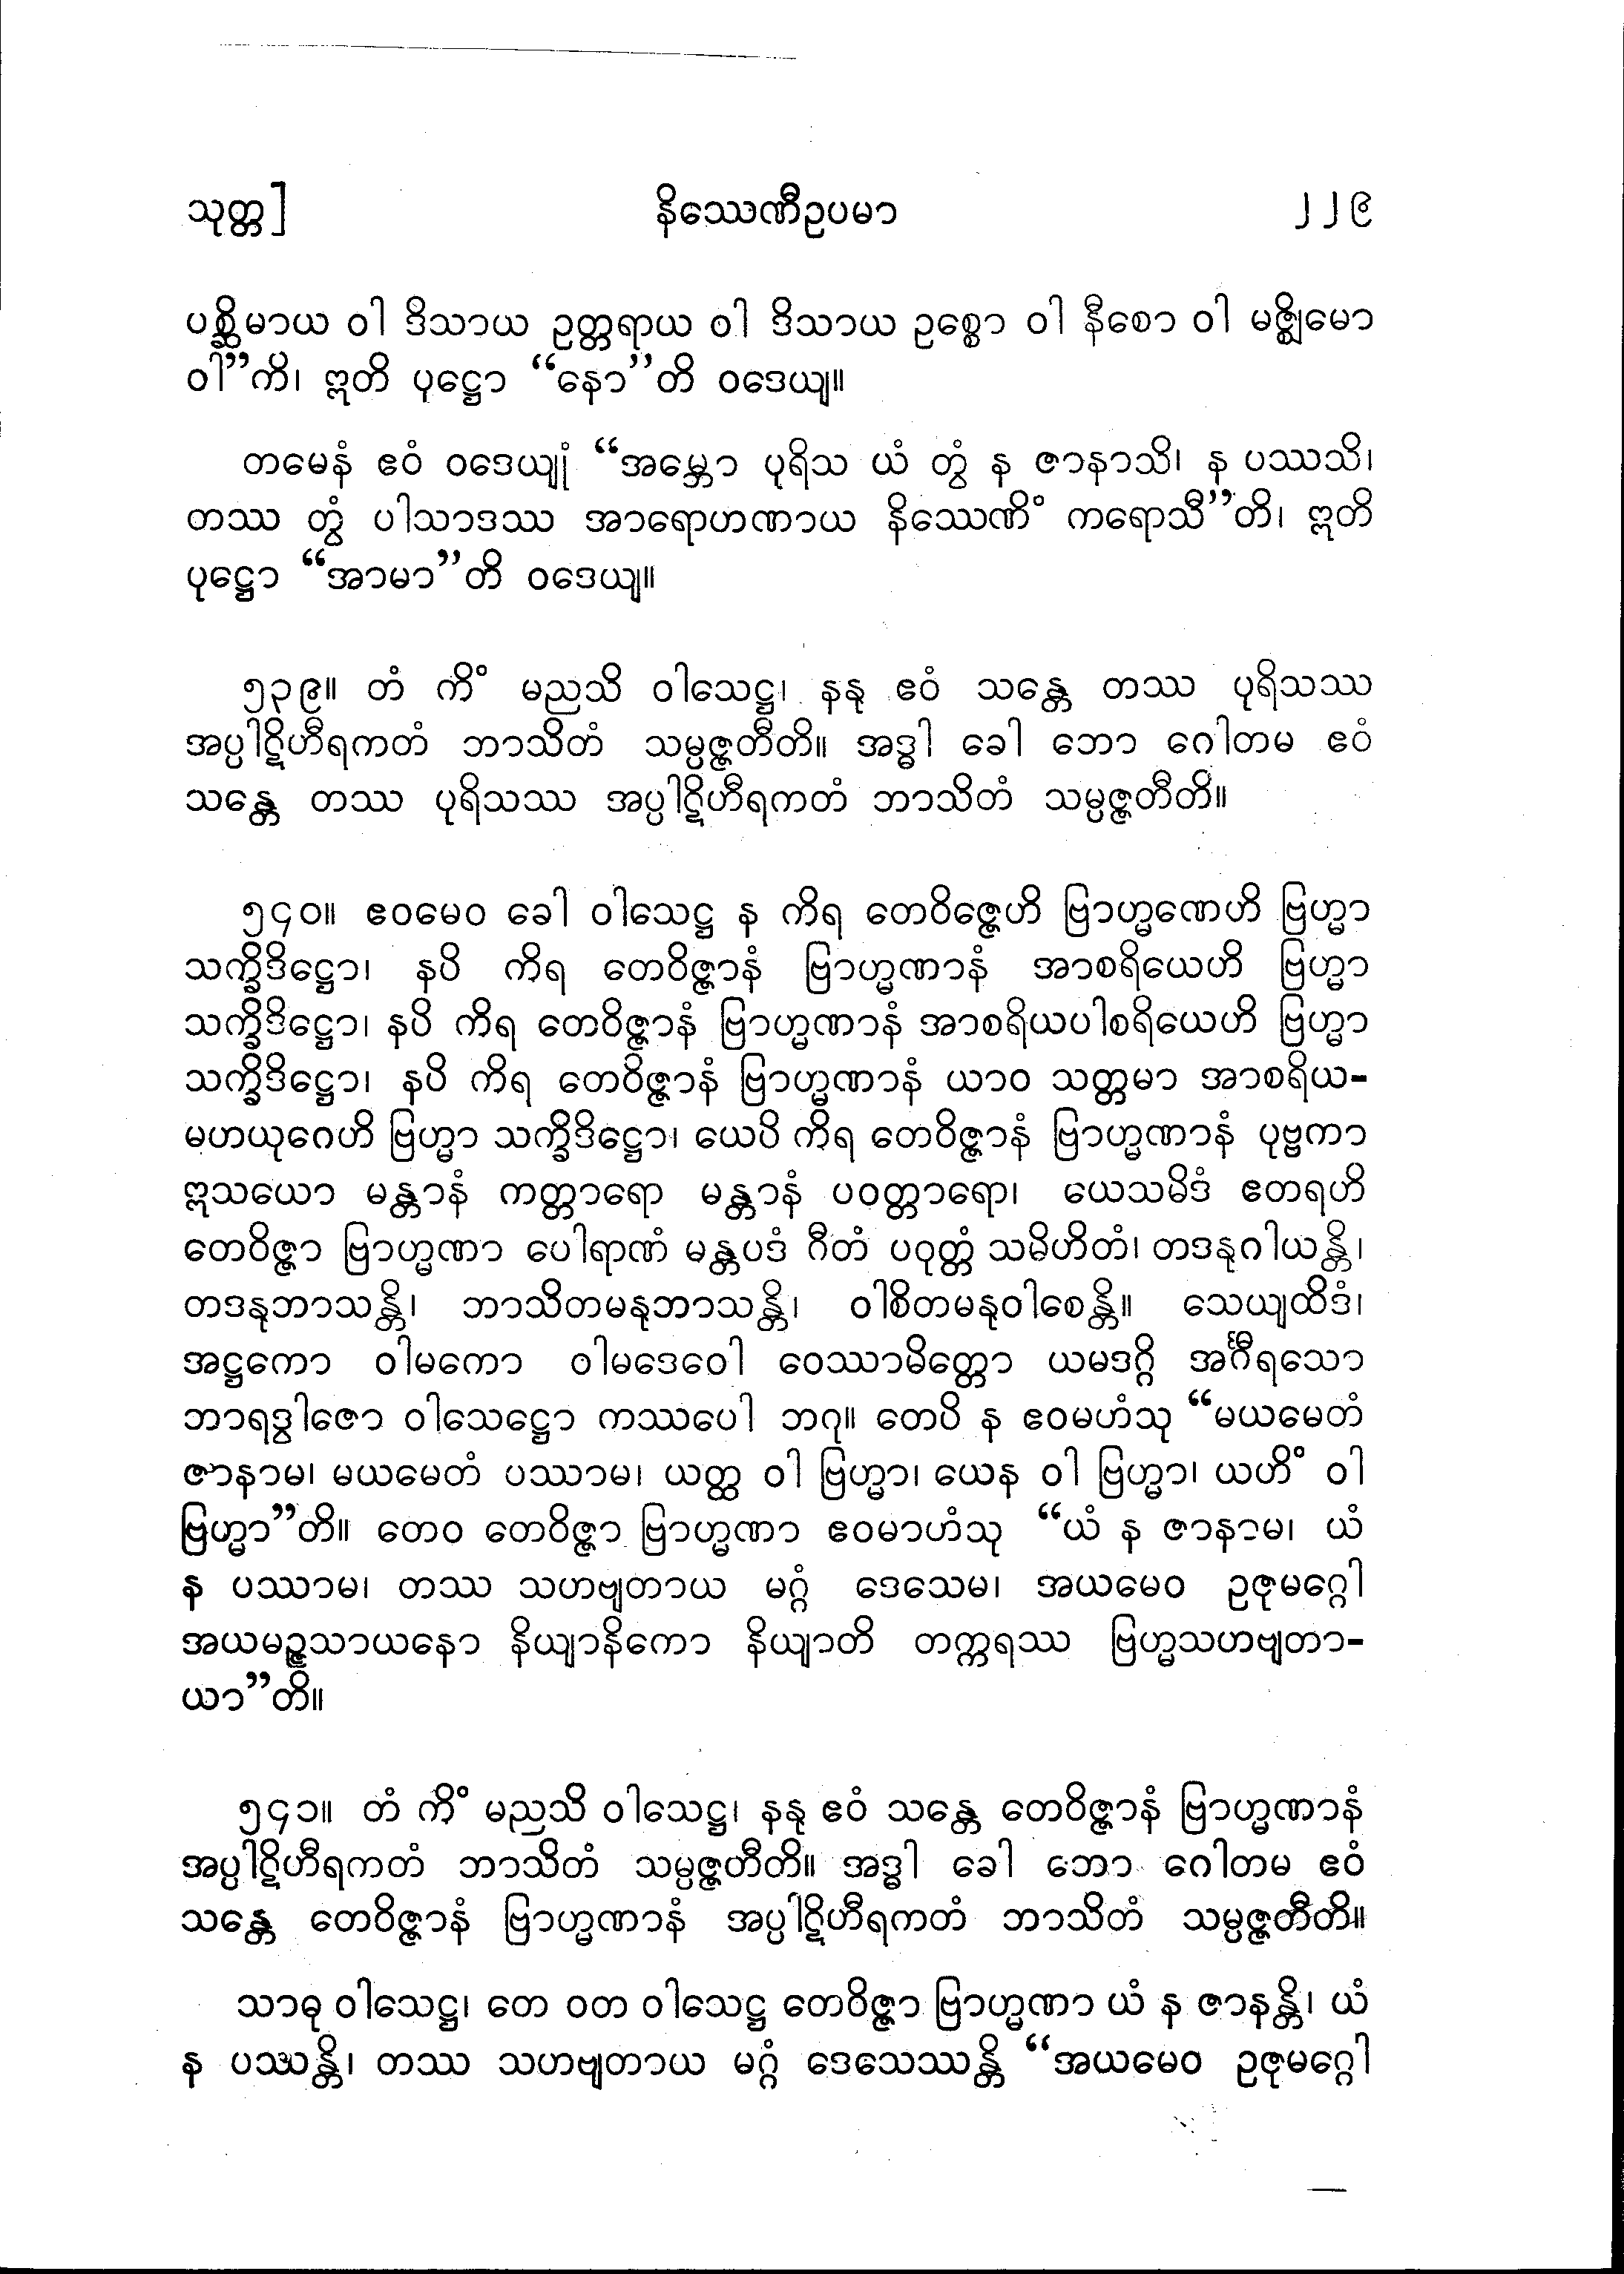 သုတ္တ]
နိဿေဏီဥပမာ
၂၂၉
ပစ္ဆိမာယ ဝါ ဒိသာယ ဥတ္တရာယ ဝါ ဒိသာယ ဥစ္စော ဝါ နီစော ဝါ မဇ္ဈိမော
ဝါ”ကိ၊ ဣတိ ပုဋ္ဌော “နော”တိ ဝဒေယျ။
တမေနံ ဧဝံ ဝဒေယျုံ “အမ္ဘော ပုရိသ ယံ တွံ န ဇာနာသိ၊ န ပဿသိ၊
တဿ တွံ ပါသာဒဿ အာရောဟဏာယ နိဿေဏိံ ကရောသီ”တိ၊ ဣတိ
ပုဋ္ဌော “အာမာ”တိ ဝဒေယျ။
၅၃၉။ တံ ကိံ မညသိ ဝါသေဋ္ဌ၊ နနု ဧဝံ သန္တေ တဿ ပုရိသဿ
အပ္ပါဋိဟီရကတံ ဘာသိတံ သမ္ပဇ္ဇတီတိ။ အဒ္ဓါ ခေါ ဘော ဂေါတမ ဧဝံ
သန္တေ တဿ ပုရိသဿ အပ္ပါဋိဟီရကတံ ဘာသိတံ သမ္ပဇ္ဇတီတိ။
၅၄၀။ ဧဝမေဝ ခေါ ဝါသေဋ္ဌ န ကိရ တေဝိဇ္ဇေဟိ ဗြာဟ္မဏေဟိ ဗြဟ္မာ
သက္ခိဒိဋ္ဌော၊ နပိ ကိရ တေဝိဇ္ဇာနံ ဗြာဟ္မဏာနံ အာစရိယေဟိ ဗြဟ္မာ
သက္ခိဒိဋ္ဌော၊ နပိ ကိရ တေဝိဇ္ဇာနံ ဗြာဟ္မဏာနံ အာစရိယပါစရိယေဟိ ဗြဟ္မာ
သက္ခိဒိဋ္ဌော၊ နပိ ကိရ တေဝိဇ္ဇာနံ ဗြာဟ္မဏာနံ ယာဝ သတ္တမာ အာစရိယ-
မဟယုဂေဟိ ဗြဟ္မာ သက္ခိဒိဋ္ဌော၊ ယေပိ ကိရ တေဝိဇ္ဇာနံ ဗြာဟ္မဏာနံ ပုဗ္ဗကာ
ဣသယော မန္တာနံ ကတ္တာရော မန္တာနံ ပဝတ္တာရော၊ ယေသမိဒံ ဧတရဟိ
တေဝိဇ္ဇာ ဗြာဟ္မဏာ ပေါရာဏံ မန္တပဒံ ဂီတံ ပဝုတ္တံ သမိဟိတံ၊ တဒနုဂါယန္တိ၊
တဒနုဘာသန္တိ၊ ဘာသိတမနုဘာသန္တိ၊ ဝါစိတမနုဝါစေန္တိ။ သေယျထိဒံ၊
အဋ္ဌကော ဝါမကော ဝါမဒေဝေါ ဝေဿာမိတ္တော ယမဒဂ္ဂိ အင်္ဂီရသော
ဘာရဒွါဇော ဝါသေဋ္ဌော ကဿပေါ ဘဂု။ တေပိ န ဧဝမဟံသု “မယမေတံ
ဇာနာမ၊ မယမေတံ ပဿာမ၊ ယတ္ထ ဝါ ဗြဟ္မာ၊ ယေန ဝါ ဗြဟ္မာ၊ ယဟိံ ဝါ
ဗြဟ္မာ”တိ။ တေဝ တေဝိဇ္ဇာ ဗြာဟ္မဏာ ဧဝမာဟံသု “ယံ န ဇာနာမ၊ ယံ
န ပဿာမ၊ တဿ သဟဗျတာယ မဂ္ဂံ ဒေသေမ၊ အယမေဝ ဥဇုမဂ္ဂေါ
အယမဉ္ဇသာယနော နိယျာနိကော နိယျာတိ တက္ကရဿ ဗြဟ္မသဟဗျတာ-
ယာ”တိ။
၅၄၁။ တံ ကိံ မညသိ ဝါသေဋ္ဌ၊ နနု ဧဝံ သန္တေ တေဝိဇ္ဇာနံ ဗြာဟ္မဏာနံ
အပ္ပါဋိဟီရကတံ ဘာသိတံ သမ္ပဇ္ဇတီတိ။ အဒ္ဓါ ခေါ ဘော ဂေါတမ ဧဝံ
သန္တေ တေဝိဇ္ဇာနံ ဗြာဟ္မဏာနံ အပ္ပါဋိဟီရကတံ ဘာသိတံ သမ္ပဇ္ဇတီတိ။
သာဓု ဝါသေဋ္ဌ၊ တေ ဝတ ဝါသေဋ္ဌ တေဝိဇ္ဇာ ဗြာဟ္မဏာ ယံ န ဇာနန္တိ၊ ယံ
န ပဿန္တိ၊ တဿ သဟဗျတာယ မဂ္ဂံ ဒေသေဿန္တိ “အယမေဝ ဥဇုမဂ္ဂေါ